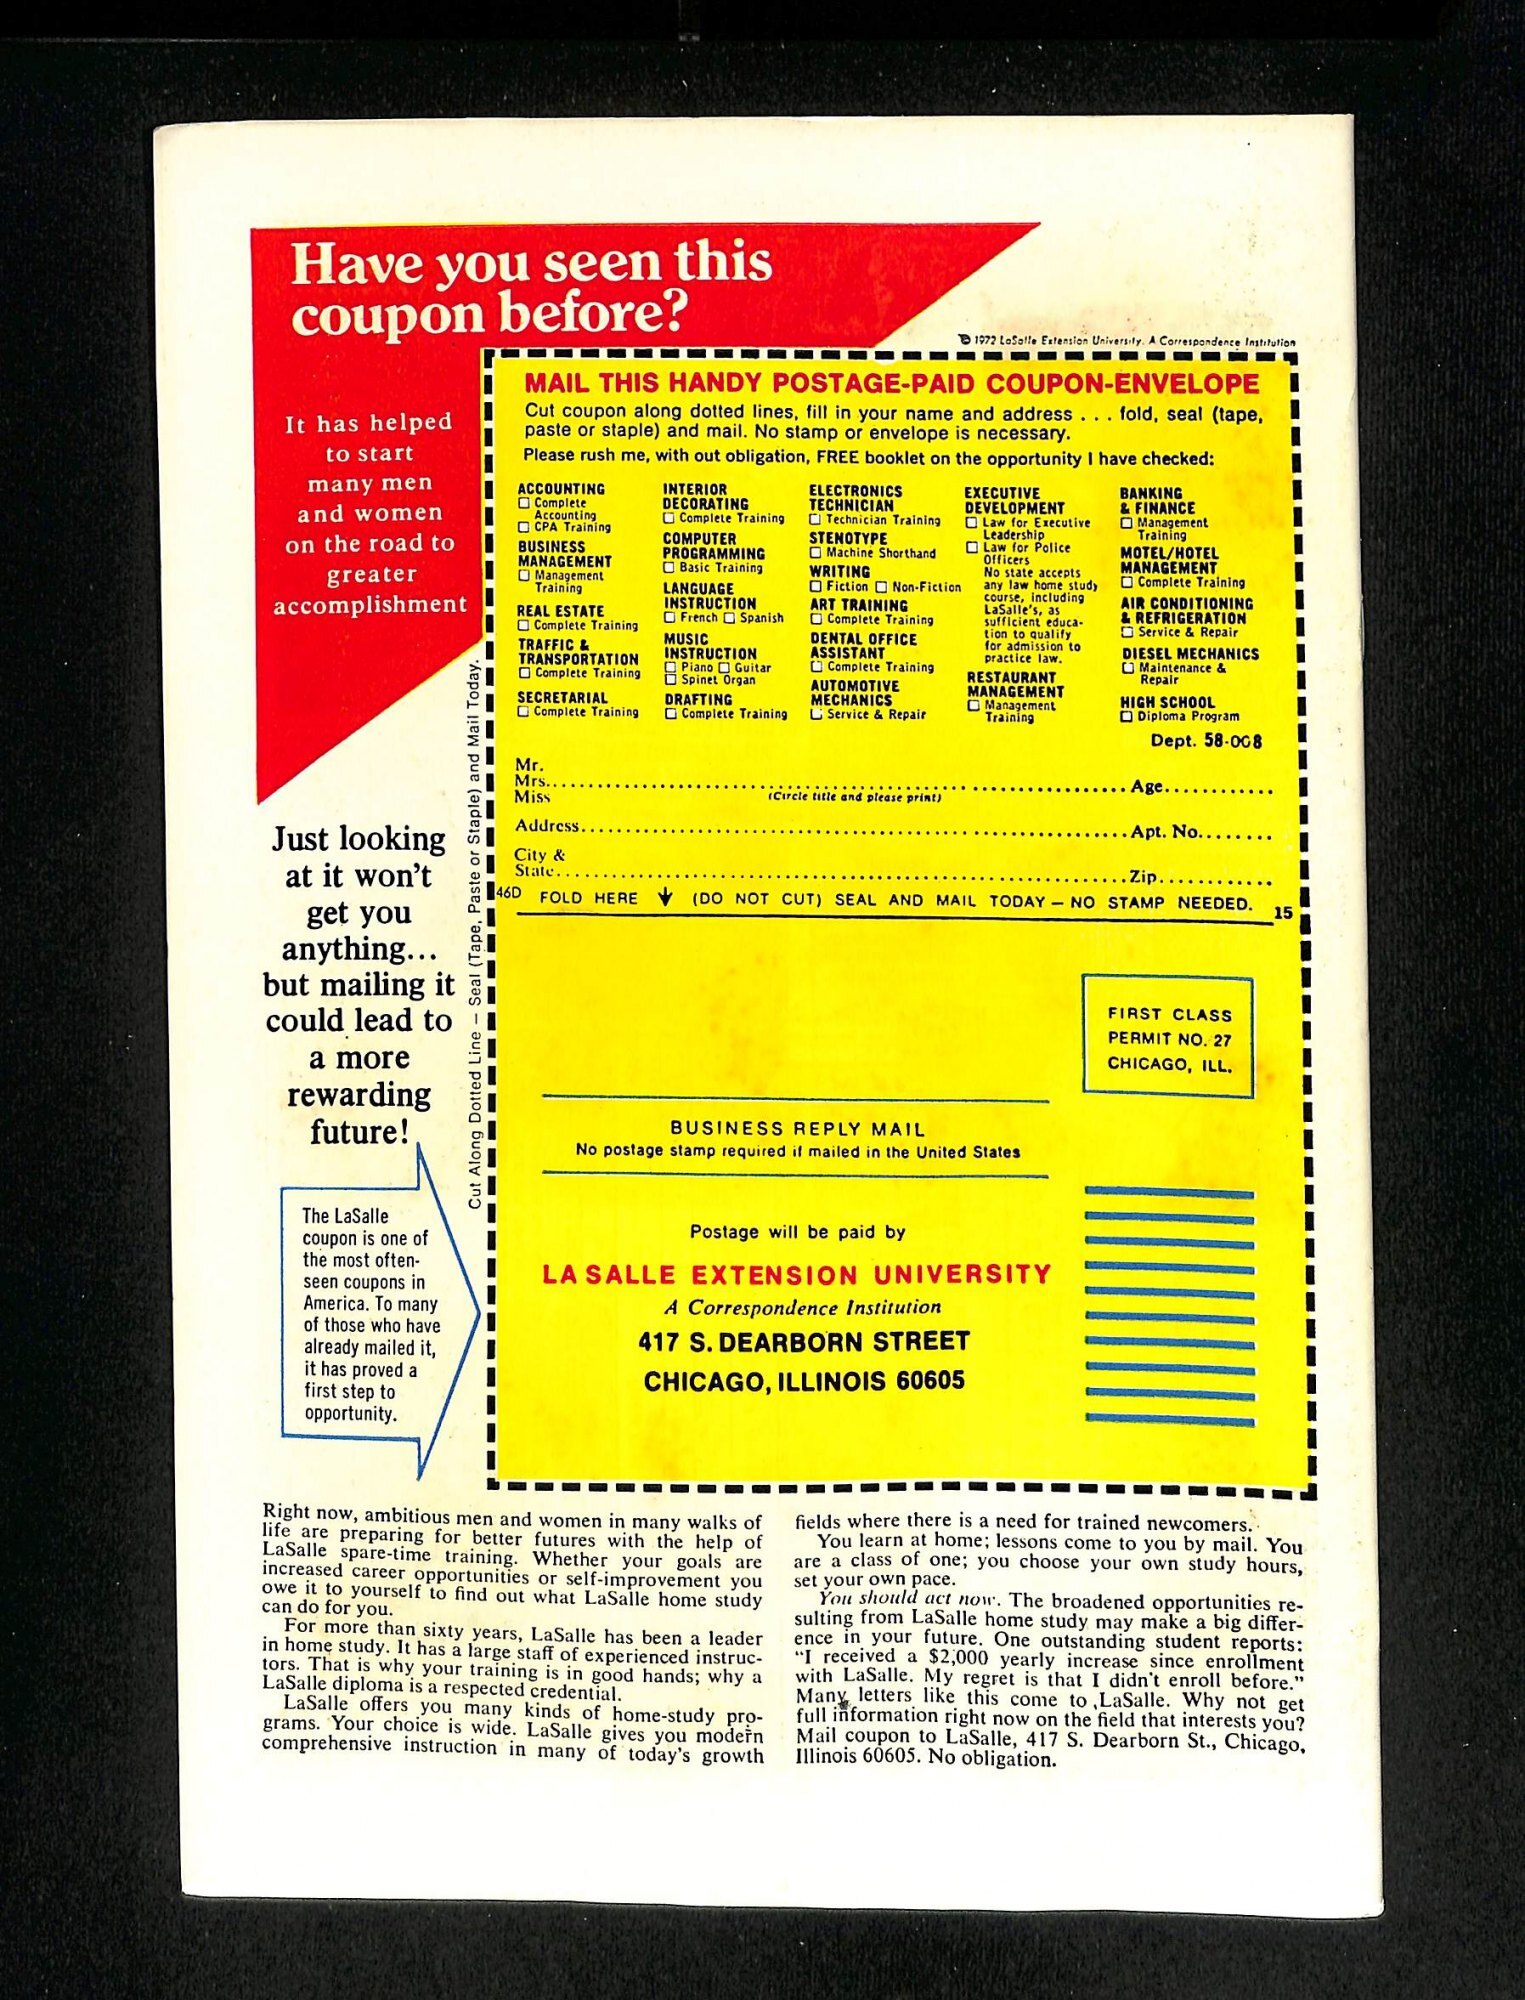 Have you seen this
coupon before?
It has helped
to start
many men
and women
on the road to
greater
accomplishment
Just looking
at it won't
get you
anything...
but mailing it
could lead to
a more
rewarding
future!
The LaSalle
coupon is one of
the most often-
seen coupons in
America. To many
of those who have
already mailed it,
it has proved a
first step to
opportunity.
Cut Along Dotted Line – Seal (Tape, Paste or Staple) and Mail Today.
© 1972 LaSalle Extension University. A Correspondence Institution
MAIL THIS HANDY POSTAGE-PAID COUPON-ENVELOPE
Cut coupon along dotted lines, fill in your name and address . . . fold, seal (tape,
paste or staple) and mail. No stamp or envelope is necessary.
Please rush me, with out obligation, FREE booklet on the opportunity I have checked:
ACCOUNTING
☐ Complete
Accounting
☐ CPA Training
BUSINESS
MANAGEMENT
☐ Management
Training
REAL ESTATE
☐ Complete Training
TRAFFIC &
TRANSPORTATION
☐ Complete Training
SECRETARIAL
☐ Complete Training
INTERIOR
DECORATING
☐ Complete Training
COMPUTER
PROGRAMMING
☐ Basic Training
LANGUAGE
INSTRUCTION
☐ French ☐ Spanish
MUSIC
INSTRUCTION
☐ Piano ☐ Guitar
☐ Spinet Organ
DRAFTING
☐ Complete Training
ELECTRONICS
TECHNICIAN
☐ Technician Training
STENOTYPE
☐ Machine Shorthand
WRITING
☐ Fiction ☐ Non-Fiction
ART TRAINING
☐ Complete Training
DENTAL OFFICE
ASSISTANT
☐ Complete Training
AUTOMOTIVE
MECHANICS
☐ Service & Repair
EXECUTIVE
DEVELOPMENT
☐ Law for Executive
Leadership
☐ Law for Police
Officers
No state accepts
any law home study
course, including
LaSalle's, as
sufficient educa-
tion to qualify
for admission to
practice law.
RESTAURANT
MANAGEMENT
☐ Management
Training
BANKING
& FINANCE
☐ Management
Training
MOTEL/HOTEL
MANAGEMENT
☐ Complete Training
AIR CONDITIONING
& REFRIGERATION
☐ Service & Repair
DIESEL MECHANICS
☐ Maintenance &
Repair
HIGH SCHOOL
☐ Diploma Program
Dept. 58-008
Mr.
Mrs. Age
Miss (Circle title and please print)
Address Apt. No.
City &
State Zip
46D FOLD HERE ↓ (DO NOT CUT) SEAL AND MAIL TODAY – NO STAMP NEEDED. 15
FIRST CLASS
PERMIT NO. 27
CHICAGO, ILL.
BUSINESS REPLY MAIL
No postage stamp required if mailed in the United States
Postage will be paid by
LA SALLE EXTENSION UNIVERSITY
A Correspondence Institution
417 S. DEARBORN STREET
CHICAGO, ILLINOIS 60605
Right now, ambitious men and women in many walks of
life are preparing for better futures with the help of
LaSalle spare-time training. Whether your goals are
increased career opportunities or self-improvement you
owe it to yourself to find out what LaSalle home study
can do for you.
For more than sixty years, LaSalle has been a leader
in home study. It has a large staff of experienced instruc-
tors. That is why your training is in good hands; why a
LaSalle diploma is a respected credential.
LaSalle offers you many kinds of home-study pro-
grams. Your choice is wide. LaSalle gives you modern
comprehensive instruction in many of today's growth
fields where there is a need for trained newcomers.
You learn at home; lessons come to you by mail. You
are a class of one; you choose your own study hours,
set your own pace.
You should act now. The broadened opportunities re-
sulting from LaSalle home study may make a big differ-
ence in your future. One outstanding student reports:
"I received a $2,000 yearly increase since enrollment
with LaSalle. My regret is that I didn't enroll before."
Many letters like this come to LaSalle. Why not get
full information right now on the field that interests you?
Mail coupon to LaSalle, 417 S. Dearborn St., Chicago,
Illinois 60605. No obligation.